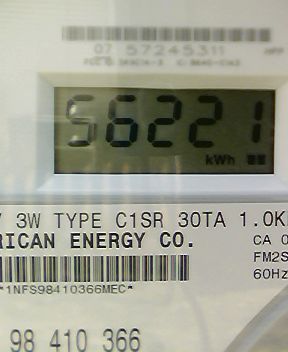 07 57245311
56221
kWh
3W TYPE C1SR 30TA 1.0K
RICAN ENERGY CO.
CA 0
FM2S
60Hz
*1NFS98410366MEC*
98 410 366